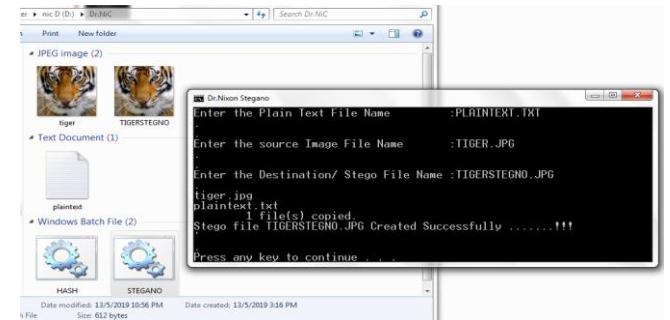 nic D (D:) ▸ Dr.NiC
Search Dr.NiC
Print New folder
JPEG image (2)
tiger TIGERSTEGNO
Text Document (1)
plaintext
Windows Batch File (2)
HASH STEGANO
Date modified: 13/5/2019 10:56 PM Date created: 13/5/2019 3:16 PM
File Size: 612 bytes
Dr.Nixon Stegano
Enter the Plain Text File Name :PLAINTEXT.TXT
.
Enter the source Image File Name :TIGER.JPG
.
Enter the Destination/ Stego File Name :TIGERSTEGNO.JPG
.
tiger.jpg
plaintext.txt
1 file(s) copied.
Stego file TIGERSTEGNO.JPG Created Successfully .......!!!
.
.
Press any key to continue . . .